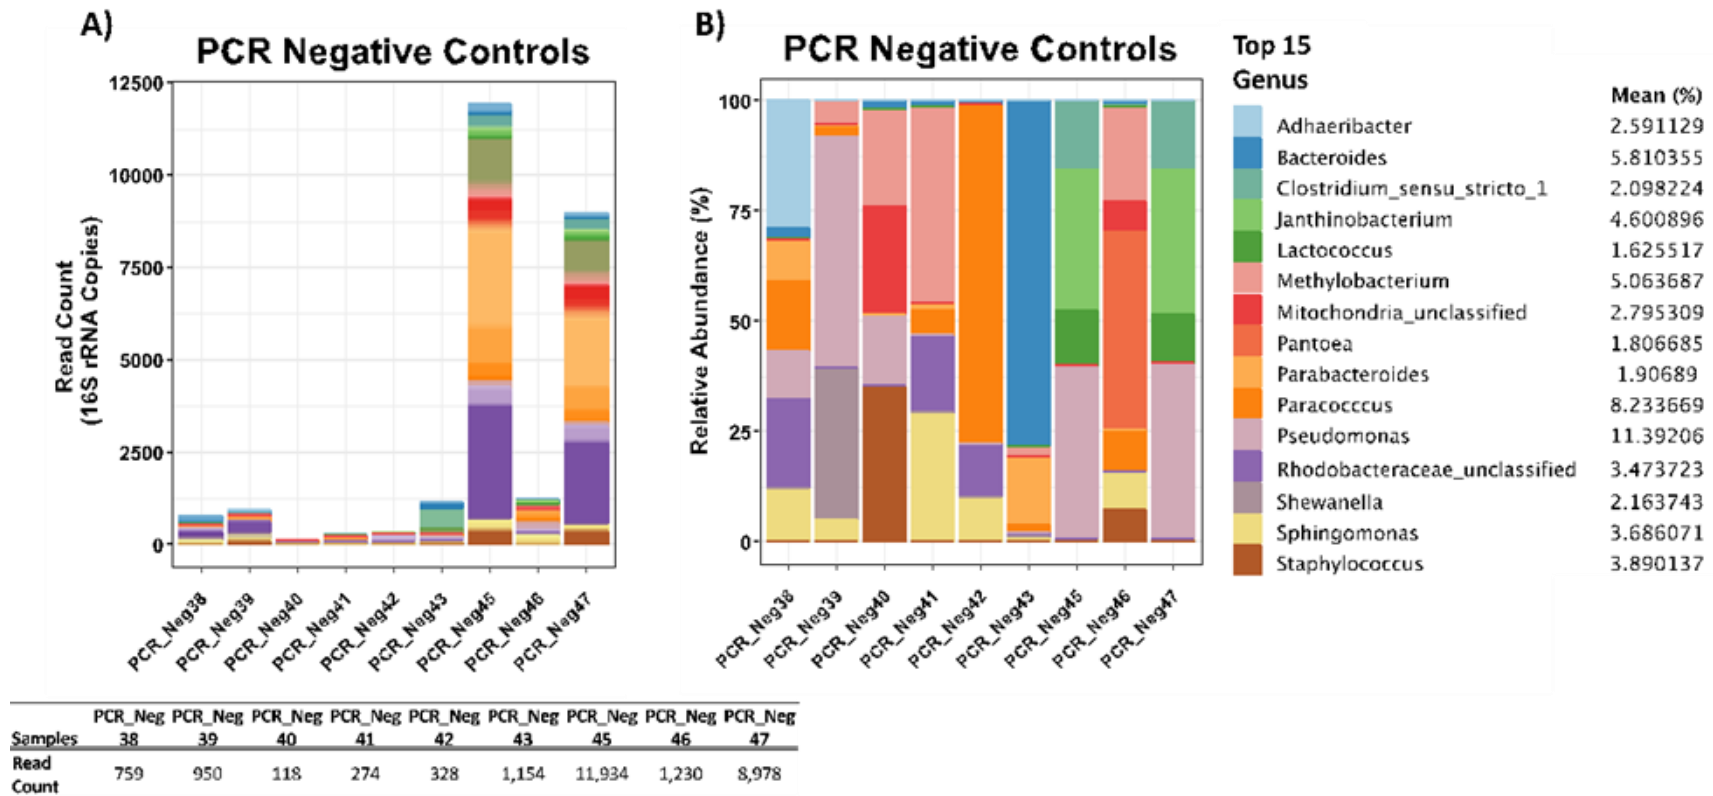 A)
PCR Negative Controls
12500
10000
7500
5000
2500
0
Read Count
(16S rRNA Copies)
PCR_Neg38
PCR_Neg39
PCR_Neg40
PCR_Neg41
PCR_Neg42
PCR_Neg43
PCR_Neg45
PCR_Neg46
PCR_Neg47
B)
PCR Negative Controls
100
75
50
25
0
Relative Abundance (%)
PCR_Neg38
PCR_Neg39
PCR_Neg40
PCR_Neg41
PCR_Neg42
PCR_Neg43
PCR_Neg45
PCR_Neg46
PCR_Neg47
Top 15
Genus Mean (%)
Adhaeribacter 2.591129
Bacteroides 5.810355
Clostridium_sensu_stricto_1 2.098224
Janthinobacterium 4.600896
Lactococcus 1.625517
Methylobacterium 5.063687
Mitochondria_unclassified 2.795309
Pantoea 1.806685
Parabacteroides 1.90689
Paracocccus 8.233669
Pseudomonas 11.39206
Rhodobacteraceae_unclassified 3.473723
Shewanella 2.163743
Sphingomonas 3.686071
Staphylococcus 3.890137
PCR_Neg PCR_Neg PCR_Neg PCR_Neg PCR_Neg PCR_Neg PCR_Neg PCR_Neg PCR_Neg
Samples 38 39 40 41 42 43 45 46 47
Read
Count 759 950 118 274 328 1,154 11,934 1,230 8,978